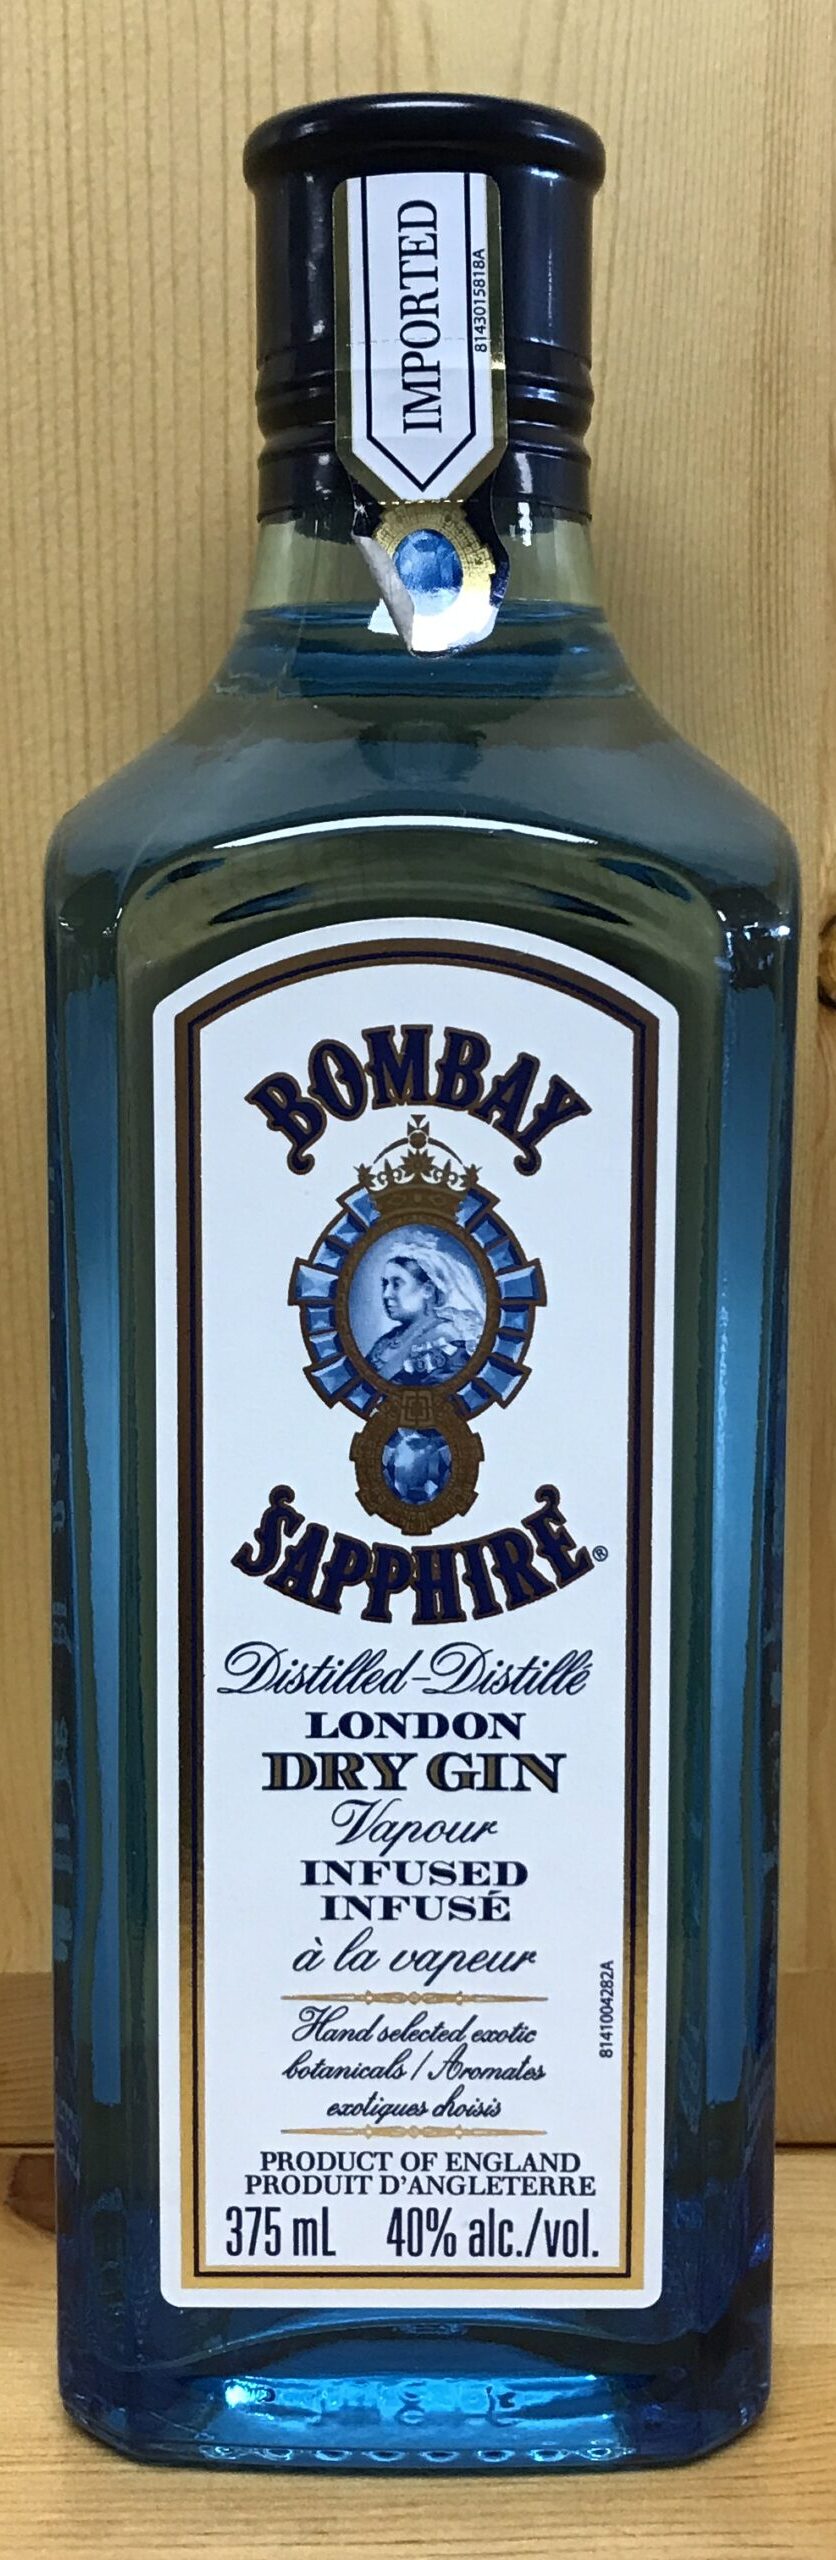 IMPORTED
8143015818A
BOMBAY
SAPPHIRE®
Distilled-Distillé
LONDON
DRY GIN
Vapour
INFUSED
INFUSÉ
à la vapeur
Hand selected exotic
botanicals / Aromates
exotiques choisis
8141004282A
PRODUCT OF ENGLAND
PRODUIT D'ANGLETERRE
375 mL 40% alc./vol.